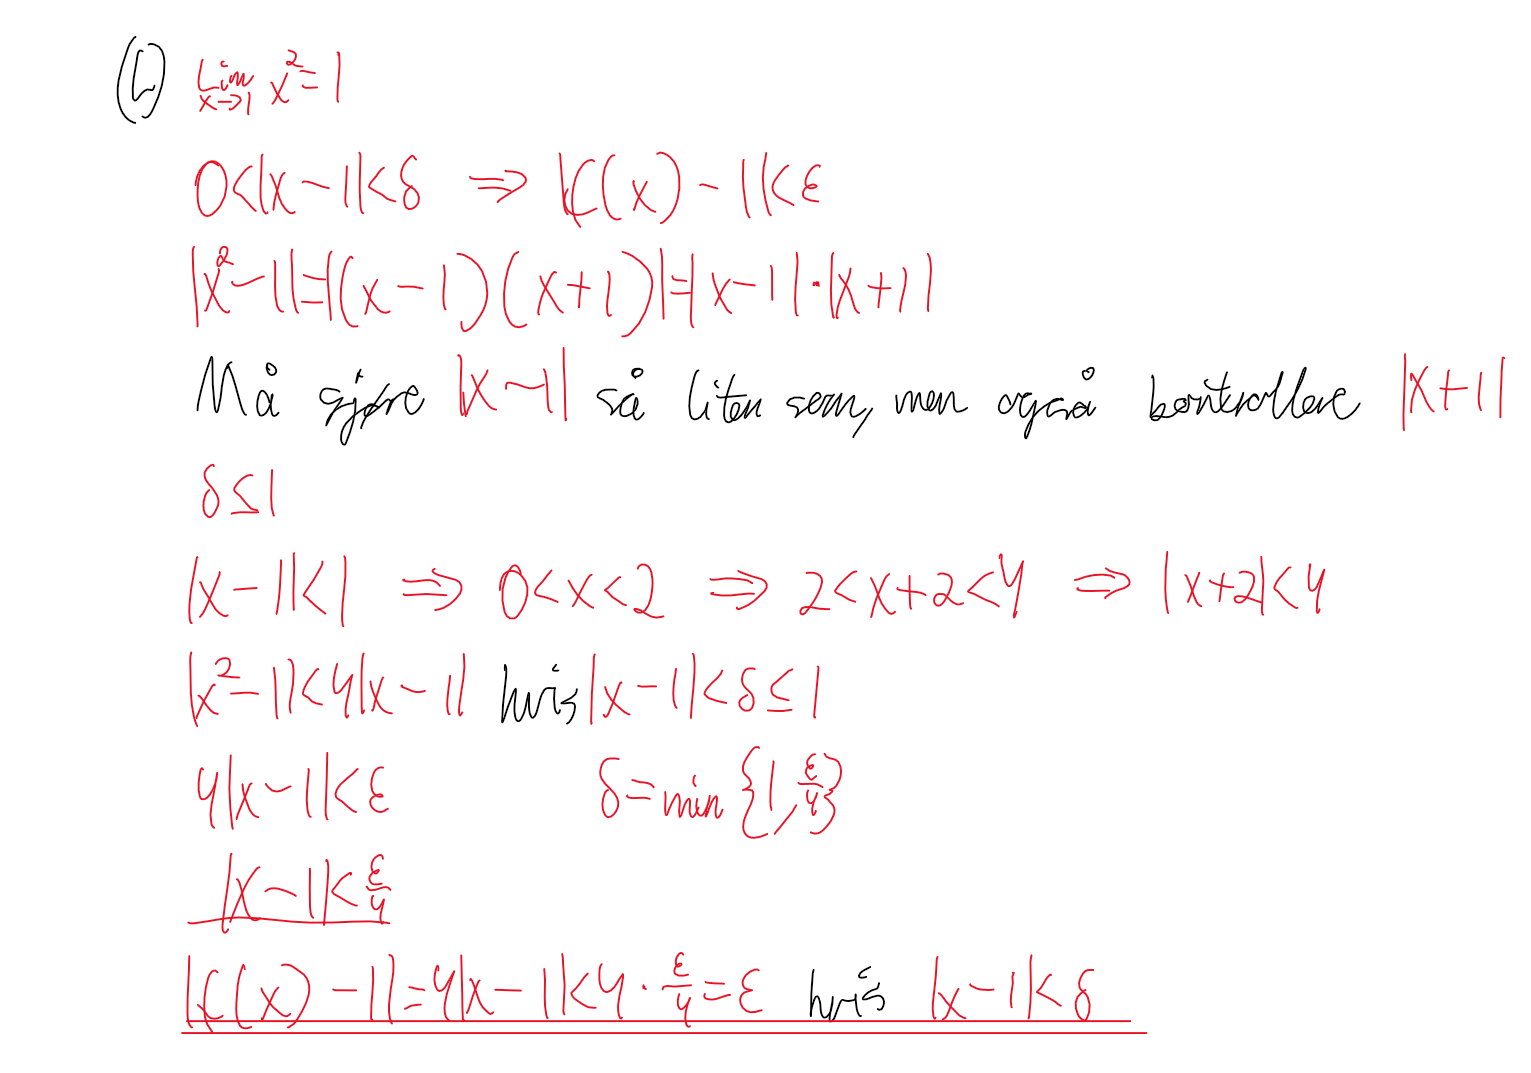 (b) Lim x→1 x² = 1
0<|x-1|<δ ⇒ |f(x)-1|<ε
|x²-1|=|(x-1)(x+1)|=|x-1|·|x+1|
Må gjøre |x-1| så liten som, men også kontrollere |x+1|
δ≤1
|x-1|<1 ⇒ 0<x<2 ⇒ 2<x+2<4 ⇒ |x+2|<4
|x²-1|<4|x-1| hvis |x-1|<δ≤1
4|x-1|<ε δ=min{1,ε/4}
|x-1|<ε/4
|f(x)-1|=4|x-1|<4·ε/4=ε hvis |x-1|<δ